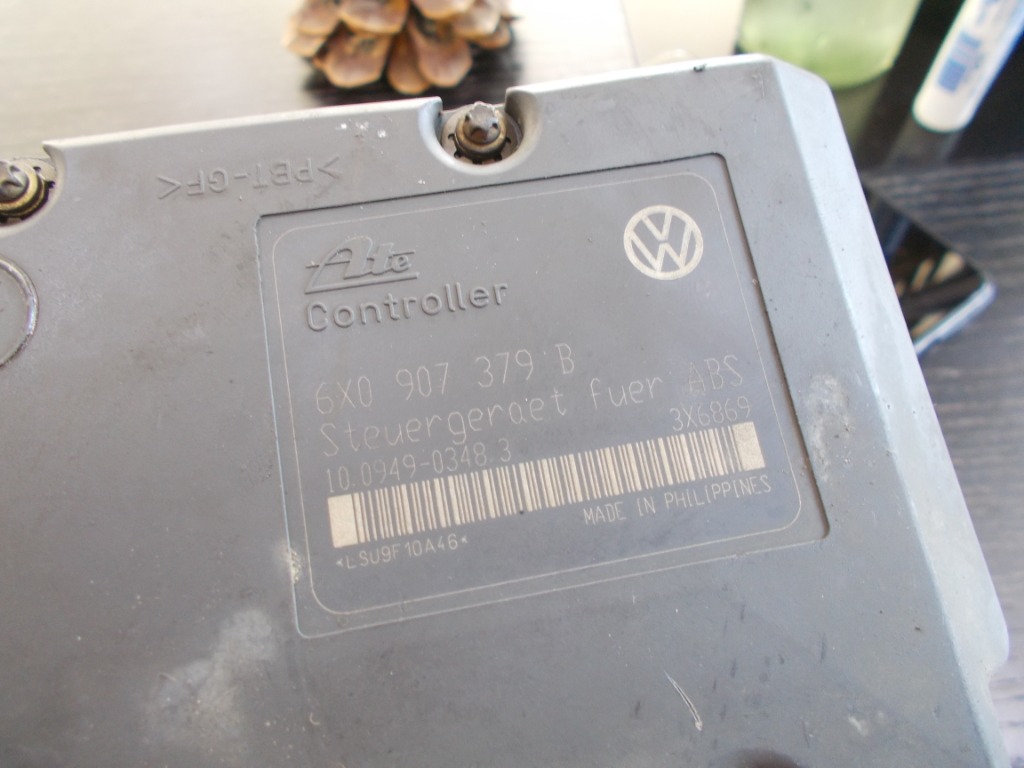 >PBT-GF<
Ate
Controller
6X0 907 379 B
Steuergeraet fuer ABS
10.0949-0348.3 3X6869
MADE IN PHILIPPINES
*LSU9F10A46*